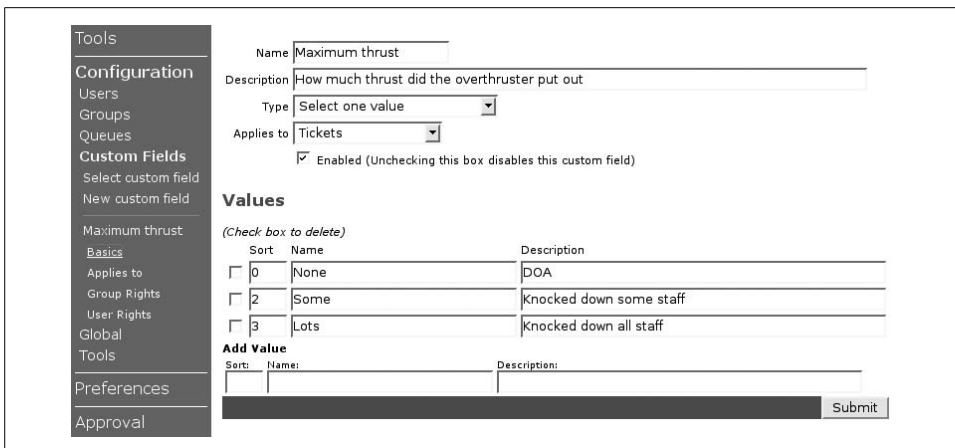 Tools
Configuration
Users
Groups
Queues
Custom Fields
Select custom field
New custom field
Maximum thrust
Basics
Applies to
Group Rights
User Rights
Global
Tools
Preferences
Approval
Name Maximum thrust
Description How much thrust did the overthruster put out
Type Select one value
Applies to Tickets
Enabled (Unchecking this box disables this custom field)
Values
(Check box to delete)
Sort Name Description
0 None DOA
2 Some Knocked down some staff
3 Lots Knocked down all staff
Add Value
Sort: Name: Description:
Submit